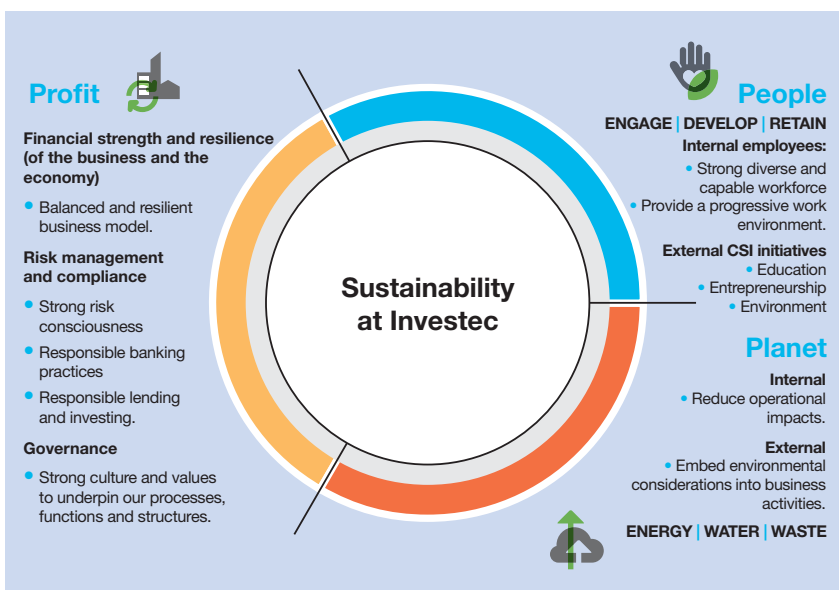 Profit
Financial strength and resilience
(of the business and the
economy)
• Balanced and resilient
business model.
Risk management
and compliance
• Strong risk
consciousness
• Responsible banking
practices
• Responsible lending
and investing.
Governance
• Strong culture and values
to underpin our processes,
functions and structures.
Sustainability
at Investec
People
ENGAGE | DEVELOP | RETAIN
Internal employees:
• Strong diverse and
capable workforce
• Provide a progressive work
environment.
External CSI initiatives
• Education
• Entrepreneurship
• Environment
Planet
Internal
• Reduce operational
impacts.
External
• Embed environmental
considerations into business
activities.
ENERGY | WATER | WASTE